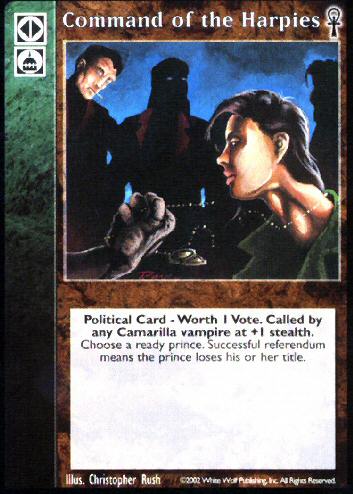 Command of the Harpies
Political Card - Worth 1 Vote. Called by
any Camarilla vampire at +1 stealth.
Choose a ready prince. Successful referendum
means the prince loses his or her title.
Illus. Christopher Rush
©2002 White Wolf Publishing, Inc. All Rights Reserved.